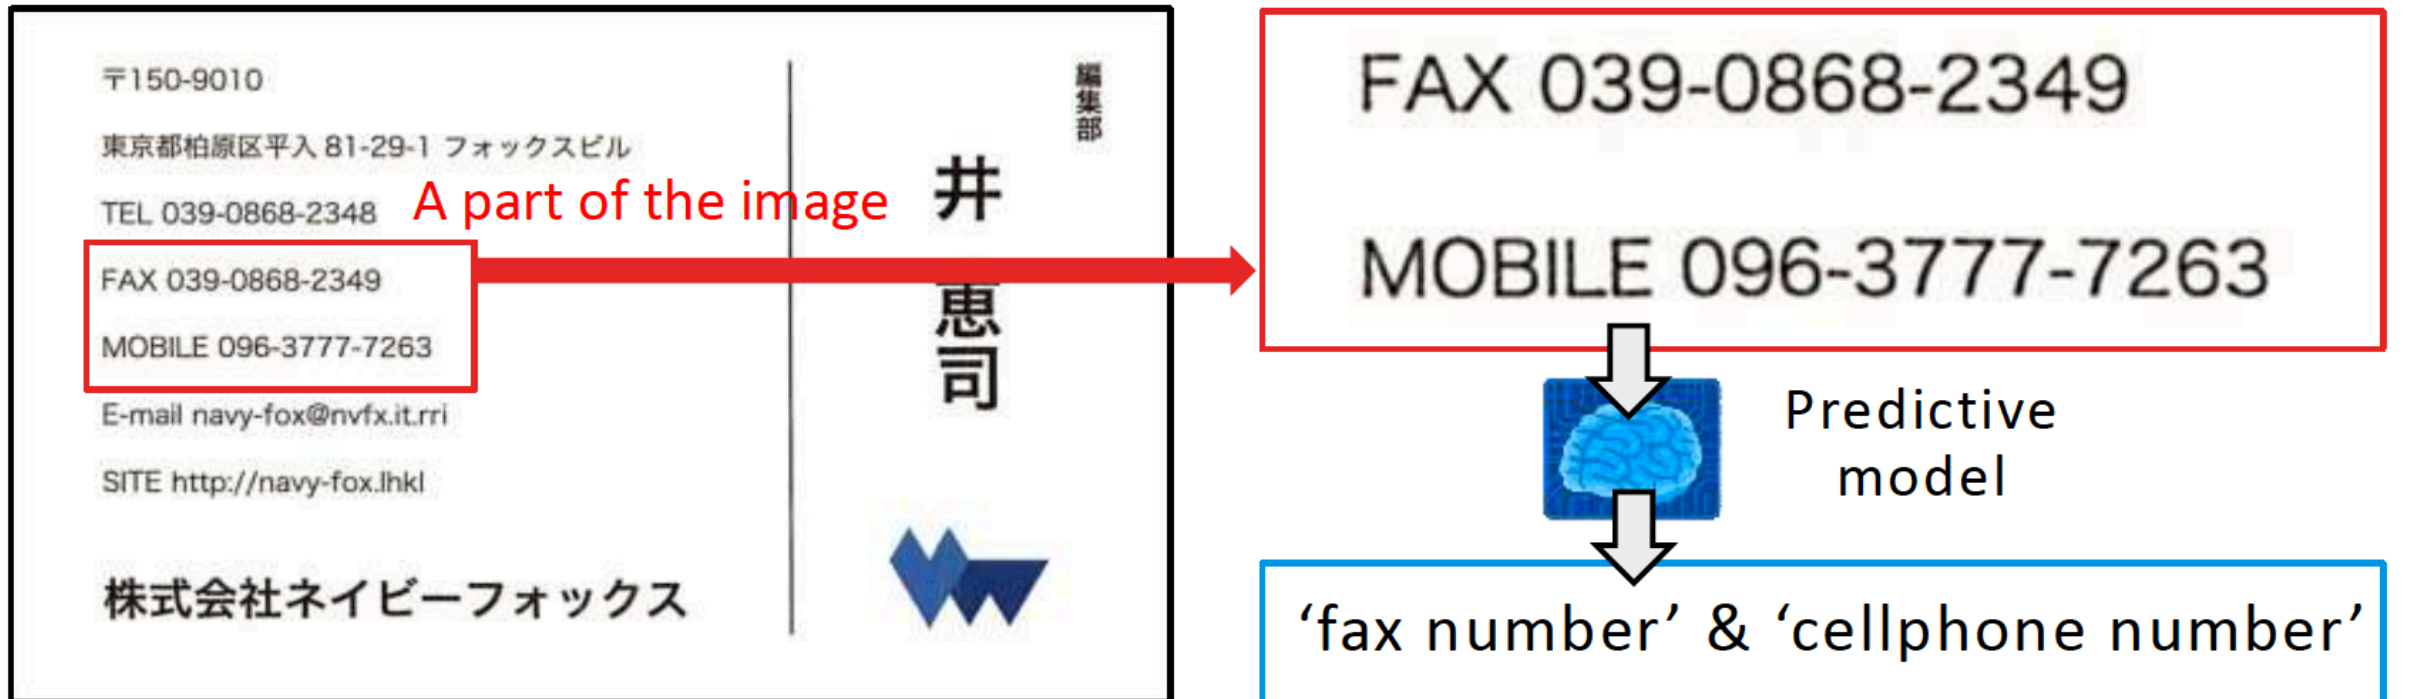 〒150-9010
東京都柏原区平入 81-29-1 フォックスビル
TEL 039-0868-2348
FAX 039-0868-2349
MOBILE 096-3777-7263
E-mail navy-fox@nvfx.it.rri
SITE http://navy-fox.lhkl
株式会社ネイビーフォックス
編集部
井
恵司
A part of the image
FAX 039-0868-2349
MOBILE 096-3777-7263
Predictive
model
‘fax number’ & ‘cellphone number’